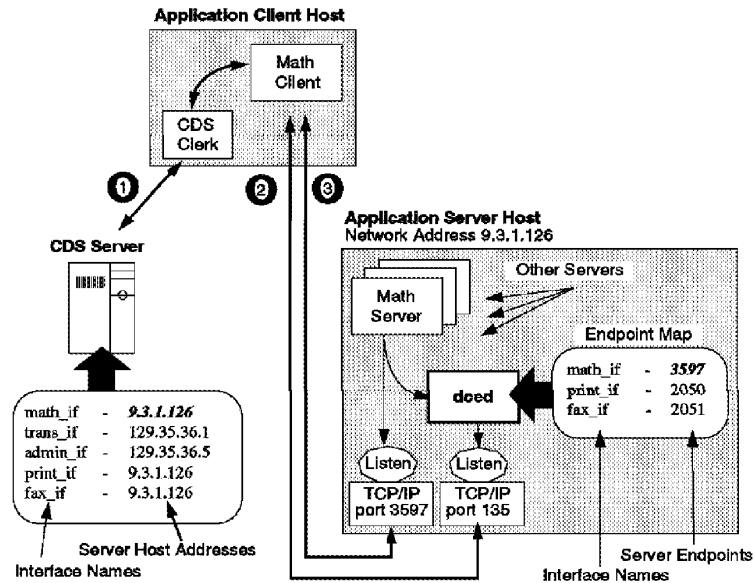 Application Client Host
Math
Client
CDS
Clerk
1
2
3
CDS Server
math_if - 9.3.1.126
trans_if - 129.35.36.1
admin_if - 129.35.36.5
print_if - 9.3.1.126
fax_if - 9.3.1.126
Server Host Addresses
Interface Names
Application Server Host
Network Address 9.3.1.126
Other Servers
Math
Server
Endpoint Map
math_if - 3597
print_if - 2050
fax_if - 2051
dced
Listen
Listen
TCP/IP
port 3597
TCP/IP
port 135
Server Endpoints
Interface Names